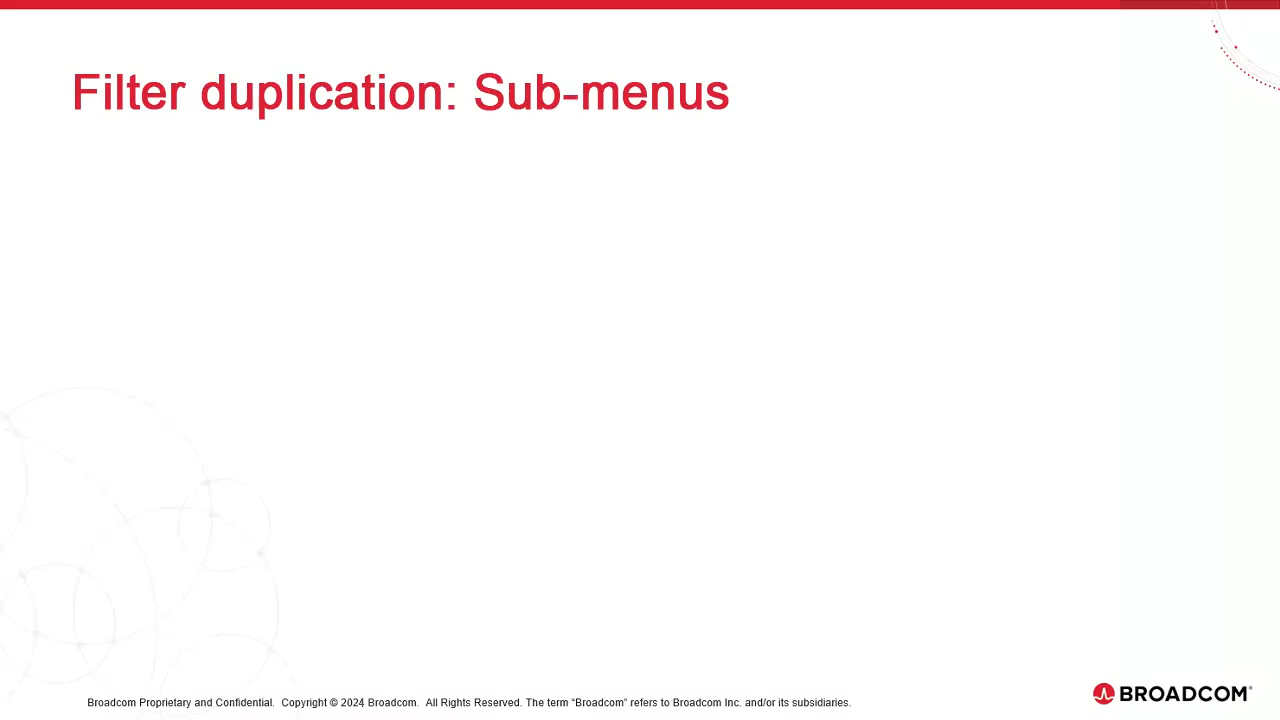 Filter duplication: Sub-menus
Broadcom Proprietary and Confidential.  Copyright © 2024 Broadcom.  All Rights Reserved. The term “Broadcom” refers to Broadcom Inc. and/or its subsidiaries.
BROADCOM®